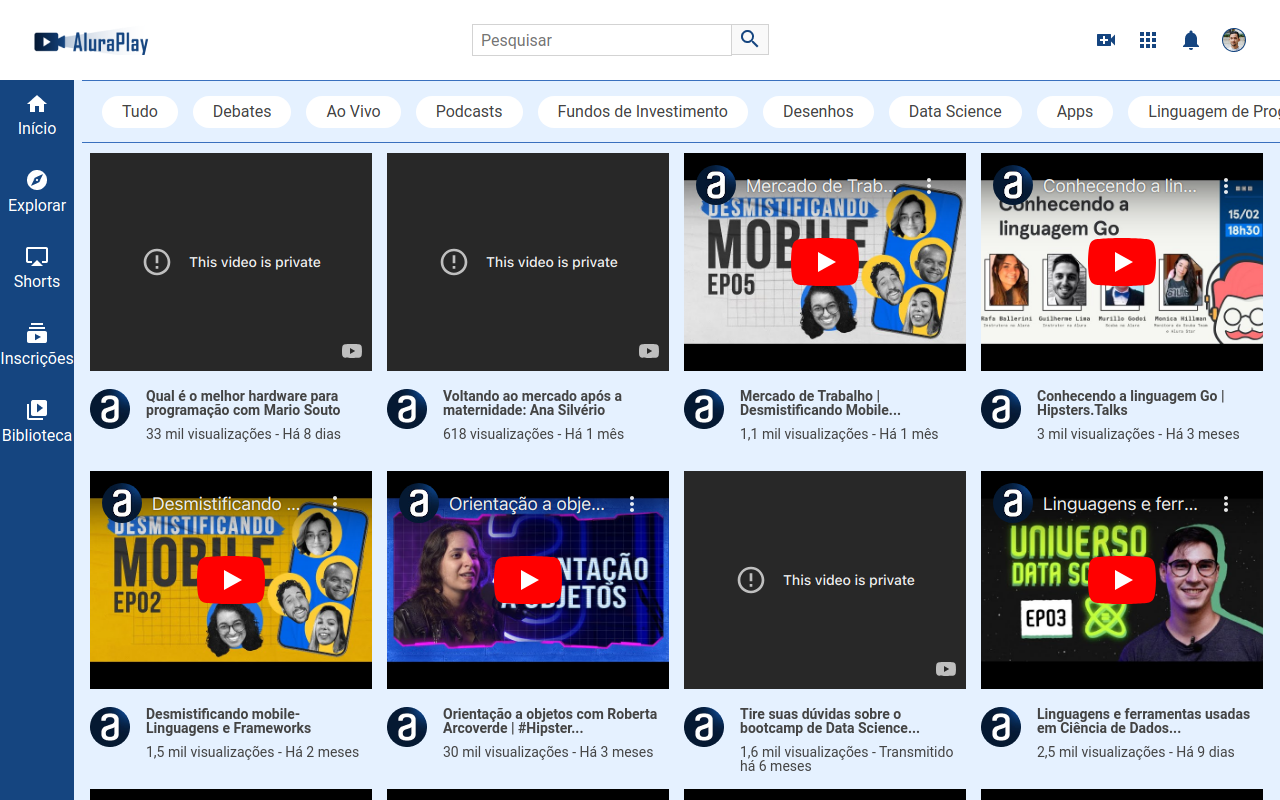 AluraPlay
Pesquisar
Início
Explorar
Shorts
Inscrições
Biblioteca
Tudo
Debates
Ao Vivo
Podcasts
Fundos de Investimento
Desenhos
Data Science
Apps
Linguagem de Prog
This video is private
This video is private
a Mercado de Trab...
DESMISTIFICANDO
MOBILE
EP05
a Conhecendo a lin...
Conhecendo a
linguagem Go
15/02
18h30
Rafa Ballerini
Guilherme Lima
Murillo Godoi
Monica Hillman
a
Qual é o melhor hardware para
programação com Mario Souto
33 mil visualizações - Há 8 dias
a
Voltando ao mercado após a
maternidade: Ana Silvério
618 visualizações - Há 1 mês
a
Mercado de Trabalho |
Desmistificando Mobile...
1,1 mil visualizações - Há 1 mês
a
Conhecendo a linguagem Go |
Hipsters.Talks
3 mil visualizações - Há 3 meses
a Desmistificando ...
DESMISTIFICANDO
MOBILE
EP02
a Orientação a obje...
NTAÇÃO
A OBJETOS
This video is private
a Linguagens e ferr...
UNIVERSO
DATA SC
EP03
a
Desmistificando mobile-
Linguagens e Frameworks
1,5 mil visualizações - Há 2 meses
a
Orientação a objetos com Roberta
Arcoverde | #Hipster...
30 mil visualizações - Há 3 meses
a
Tire suas dúvidas sobre o
bootcamp de Data Science...
1,6 mil visualizações - Transmitido
há 6 meses
a
Linguagens e ferramentas usadas
em Ciência de Dados...
2,5 mil visualizações - Há 9 dias